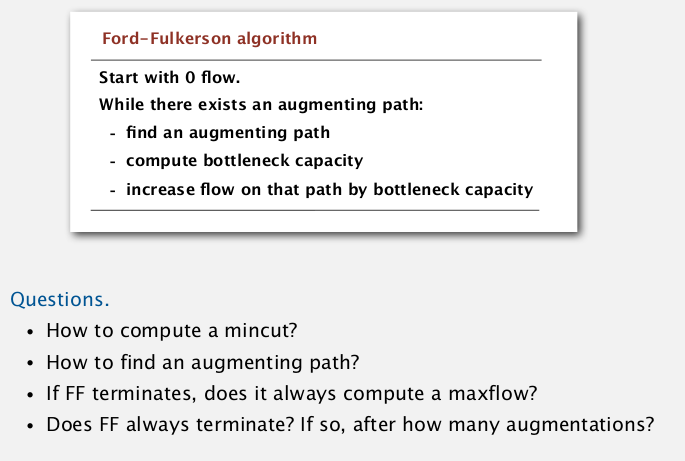 Ford-Fulkerson algorithm
Start with 0 flow.
While there exists an augmenting path:
- find an augmenting path
- compute bottleneck capacity
- increase flow on that path by bottleneck capacity
Questions.
• How to compute a mincut?
• How to find an augmenting path?
• If FF terminates, does it always compute a maxflow?
• Does FF always terminate? If so, after how many augmentations?